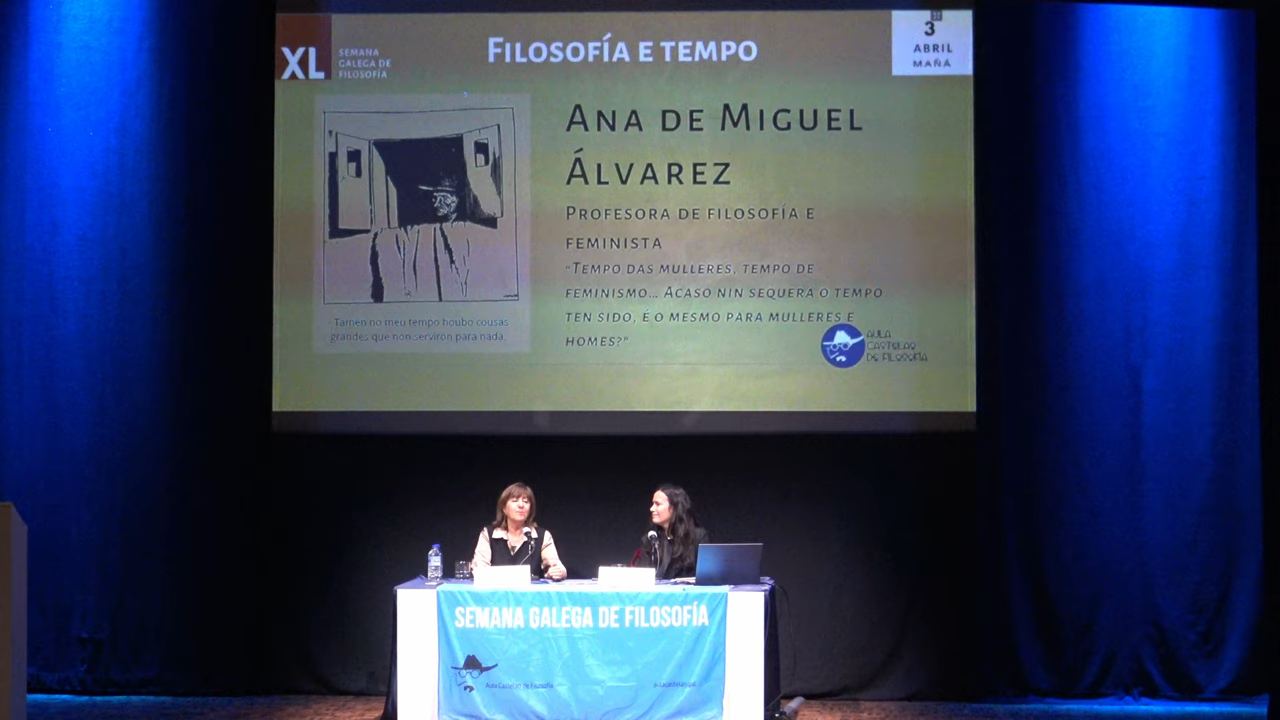 XL
SEMANA
GALEGA DE
FILOSOFÍA
FILOSOFÍA E TEMPO
3
ABRIL
MAÑÁ
ANA DE MIGUEL
ÁLVAREZ
PROFESORA DE FILOSOFÍA E
FEMINISTA
"TEMPO DAS MULLERES, TEMPO DE
FEMINISMO... ACASO NIN SEQUERA O TEMPO
TEN SIDO, É O MESMO PARA MULLERES E
HOMES?"
- Tamén no meu tempo houbo cousas
grandes que non serviron para nada.
AULA
CASTELAO
DE FILOSOFÍA
SEMANA GALEGA DE FILOSOFÍA
Aula Castelao de Filosofía